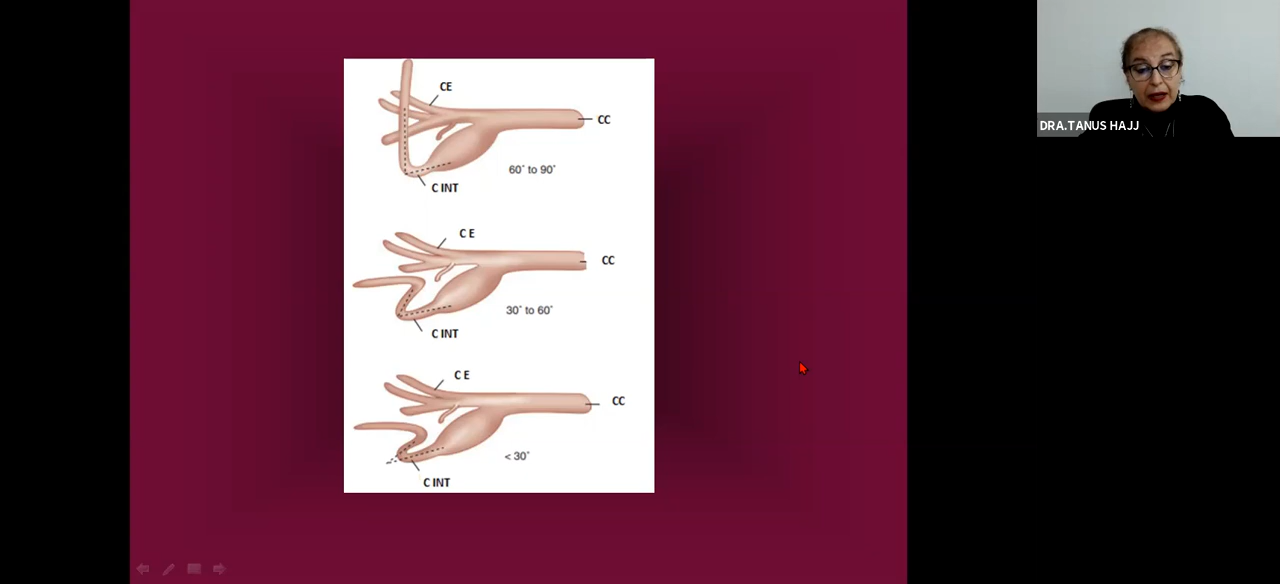 CE
CC
60° to 90°
C INT
C E
CC
30° to 60°
C INT
C E
CC
< 30°
C INT
DRA.TANUS HAJJ